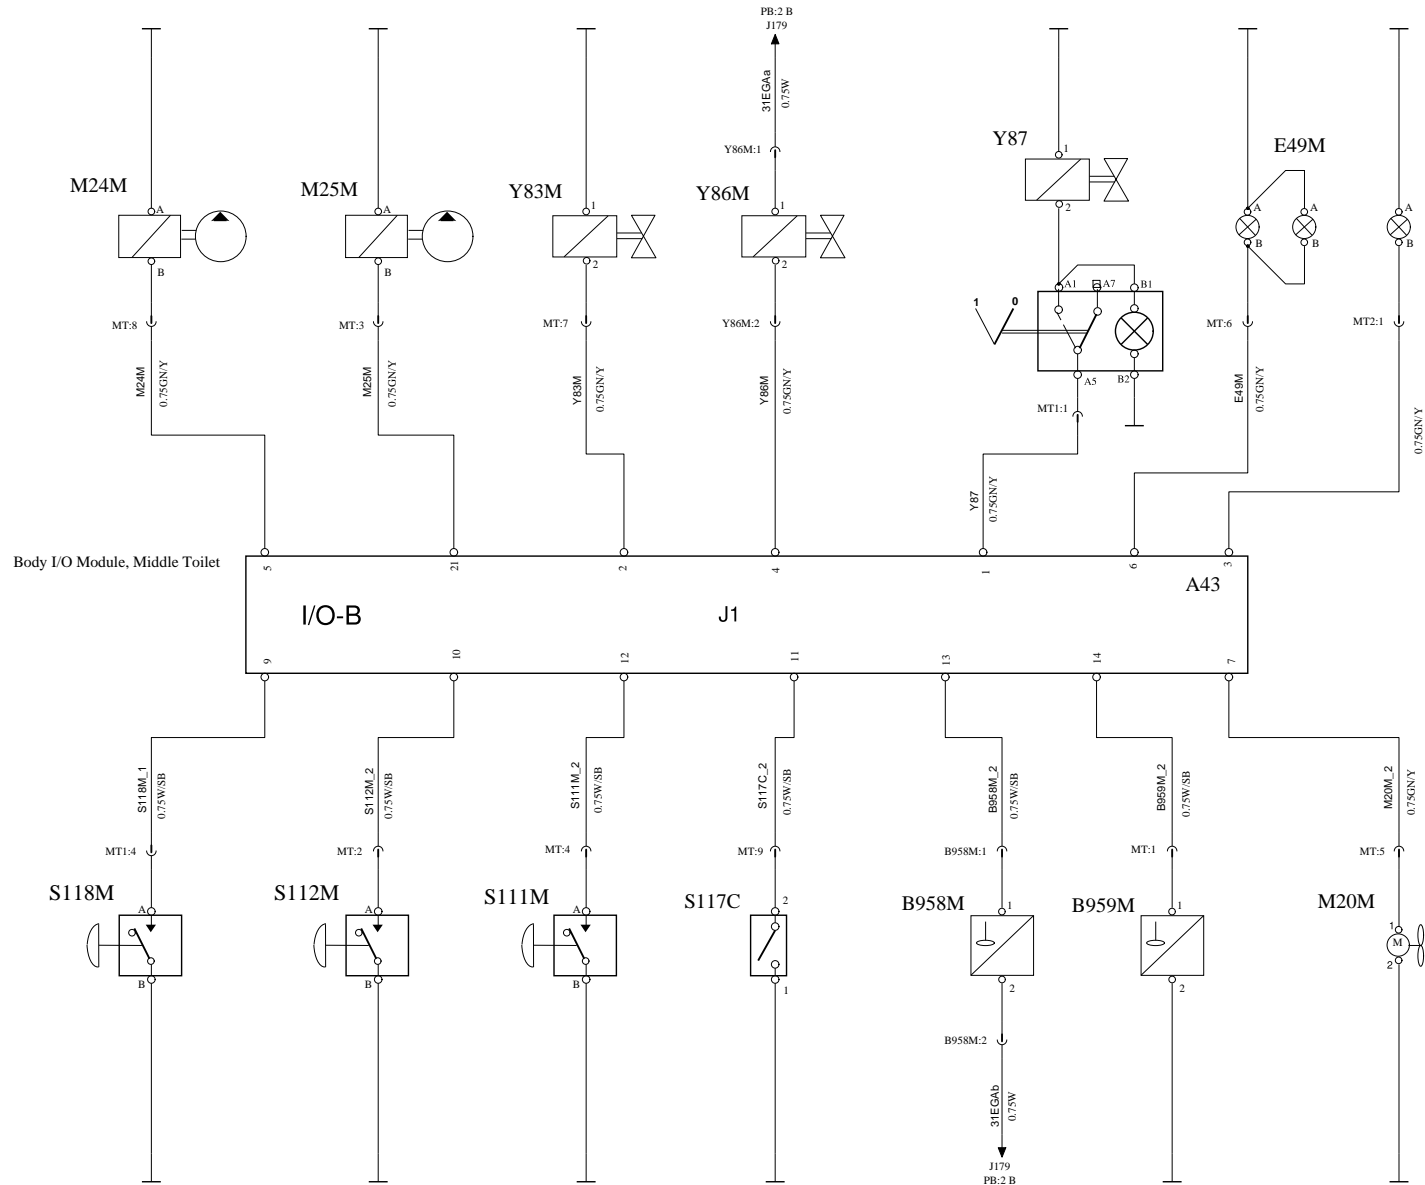 PB:2 B
J179
31EGAa
0.75W
Y86M:1
M24M
M25M
Y83M
Y86M
Y87
E49M
A
A
1
1
1
A
A
A
B
B
2
2
2
B
B
B
MT:8
MT:3
MT:7
Y86M:2
1 0
A1 A7 B1
A5 B2
MT1:1
MT:6
MT2:1
M24M
0.75GN/Y
M25M
0.75GN/Y
Y83M
0.75GN/Y
Y86M
0.75GN/Y
Y87
0.75GN/Y
E49M
0.75GN/Y
0.75GN/Y
Body I/O Module, Middle Toilet
5 21 2 4 1 6 3
A43
I/O-B
J1
9 10 12 11 13 14 7
S118M_1
0.75W/SB
S112M_2
0.75W/SB
S111M_2
0.75W/SB
S117C_2
0.75W/SB
B958M_2
0.75W/SB
B959M_2
0.75W/SB
M20M_2
0.75GN/Y
MT1:4
MT:2
MT:4
MT:9
B958M:1
MT:1
MT:5
S118M
S112M
S111M
S117C
B958M
B959M
M20M
A
A
A
2
1
1
1
M
2
B
B
B
1
2
2
B958M:2
31EGAb
0.75W
J179
PB:2 B